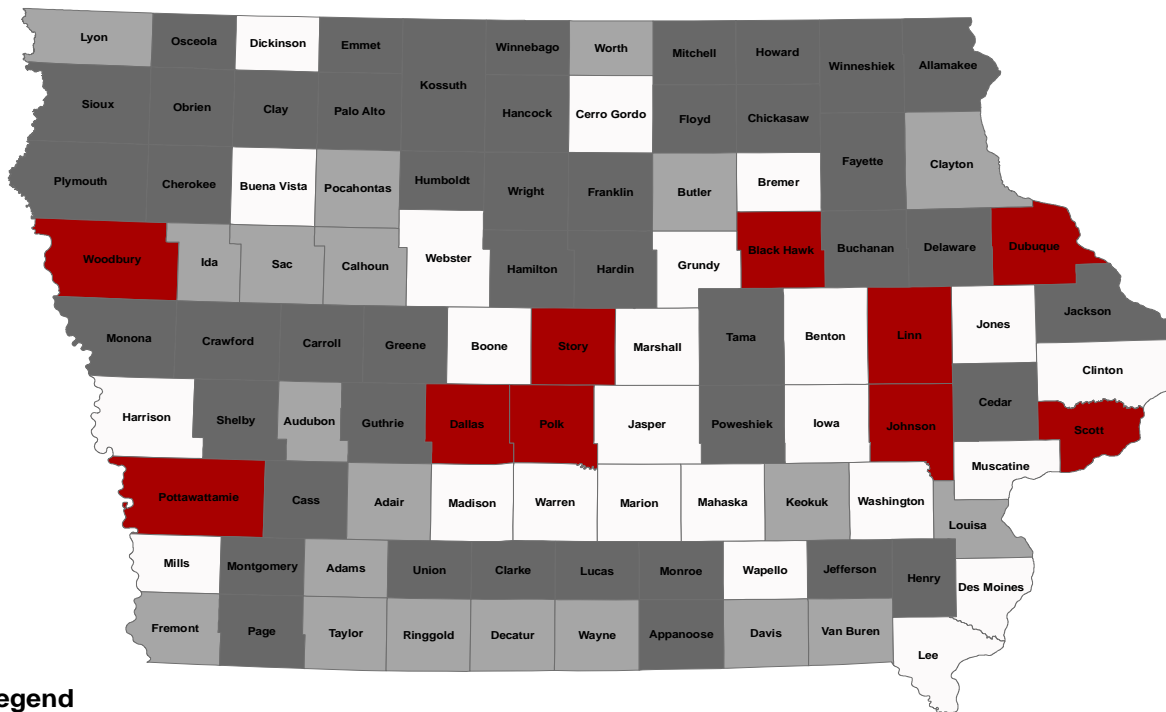 Lyon
Osceola
Dickinson
Emmet
Kossuth
Winnebago
Worth
Mitchell
Howard
Winneshiek
Allamakee
Sioux
Obrien
Clay
Palo Alto
Hancock
Cerro Gordo
Floyd
Chickasaw
Plymouth
Cherokee
Buena Vista
Pocahontas
Humboldt
Wright
Franklin
Butler
Bremer
Fayette
Clayton
Woodbury
Ida
Sac
Calhoun
Webster
Hamilton
Hardin
Grundy
Black Hawk
Buchanan
Delaware
Dubuque
Monona
Crawford
Carroll
Greene
Boone
Story
Marshall
Tama
Benton
Linn
Jones
Jackson
Clinton
Harrison
Shelby
Audubon
Guthrie
Dallas
Polk
Jasper
Poweshiek
Iowa
Johnson
Cedar
Scott
Muscatine
Pottawattamie
Cass
Adair
Madison
Warren
Marion
Mahaska
Keokuk
Washington
Louisa
Mills
Montgomery
Adams
Union
Clarke
Lucas
Monroe
Wapello
Jefferson
Henry
Des Moines
Fremont
Page
Taylor
Ringgold
Decatur
Wayne
Appanoose
Davis
Van Buren
Lee
egend